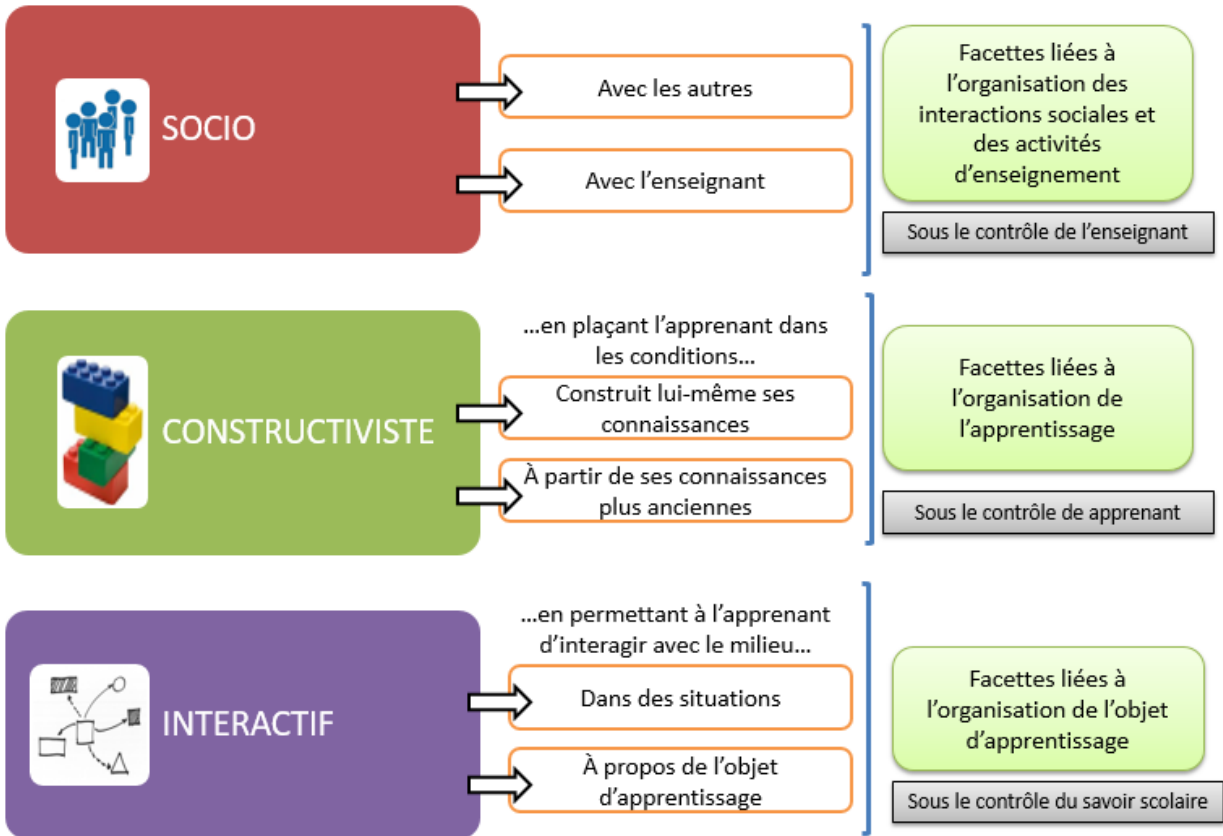 SOCIO
Avec les autres
Avec l'enseignant
Facettes liées à
l'organisation des
interactions sociales et
des activités
d'enseignement
Sous le contrôle de l'enseignant
CONSTRUCTIVISTE
...en plaçant l'apprenant dans
les conditions...
Construit lui-même ses
connaissances
À partir de ses connaissances
plus anciennes
Facettes liées à
l'organisation de
l'apprentissage
Sous le contrôle de apprenant
INTERACTIF
...en permettant à l'apprenant
d'interagir avec le milieu...
Dans des situations
À propos de l'objet
d'apprentissage
Facettes liées à
l'organisation de l'objet
d'apprentissage
Sous le contrôle du savoir scolaire